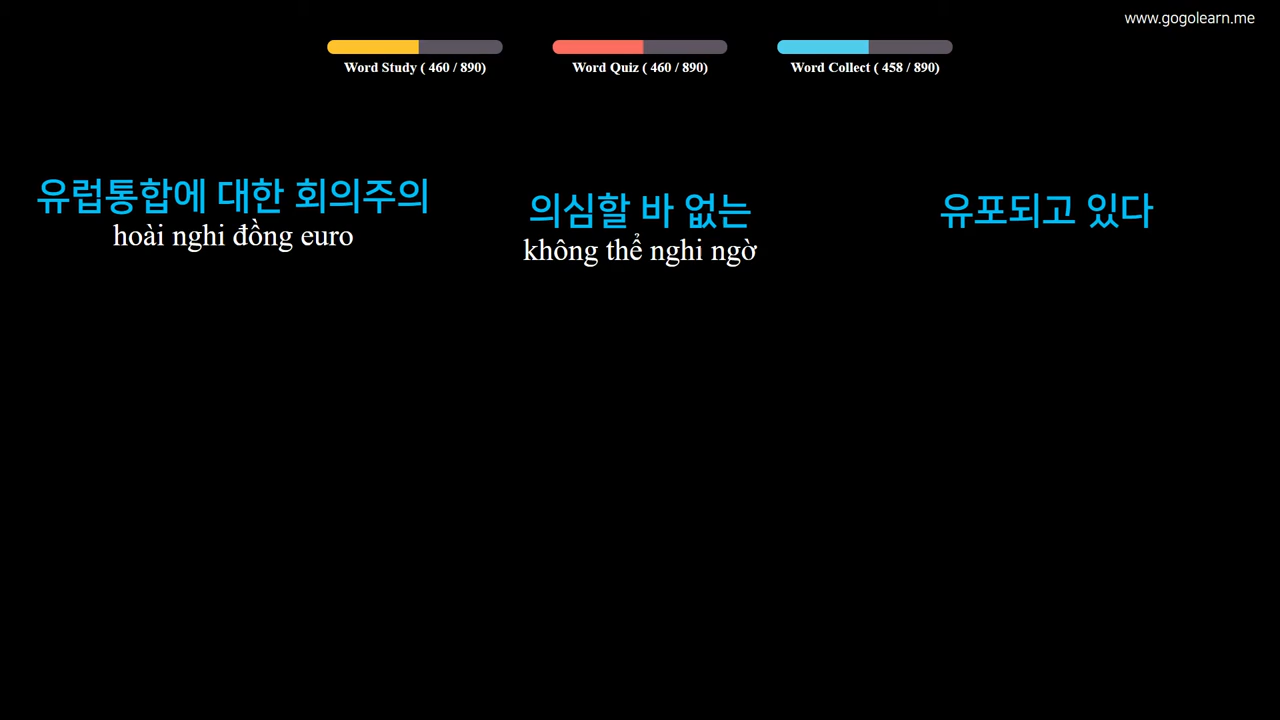 www.gogolearn.me
Word Study ( 460 / 890)
Word Quiz ( 460 / 890)
Word Collect ( 458 / 890)
유럽통합에 대한 회의주의
hoài nghi đồng euro
의심할 바 없는
không thể nghi ngờ
유포되고 있다